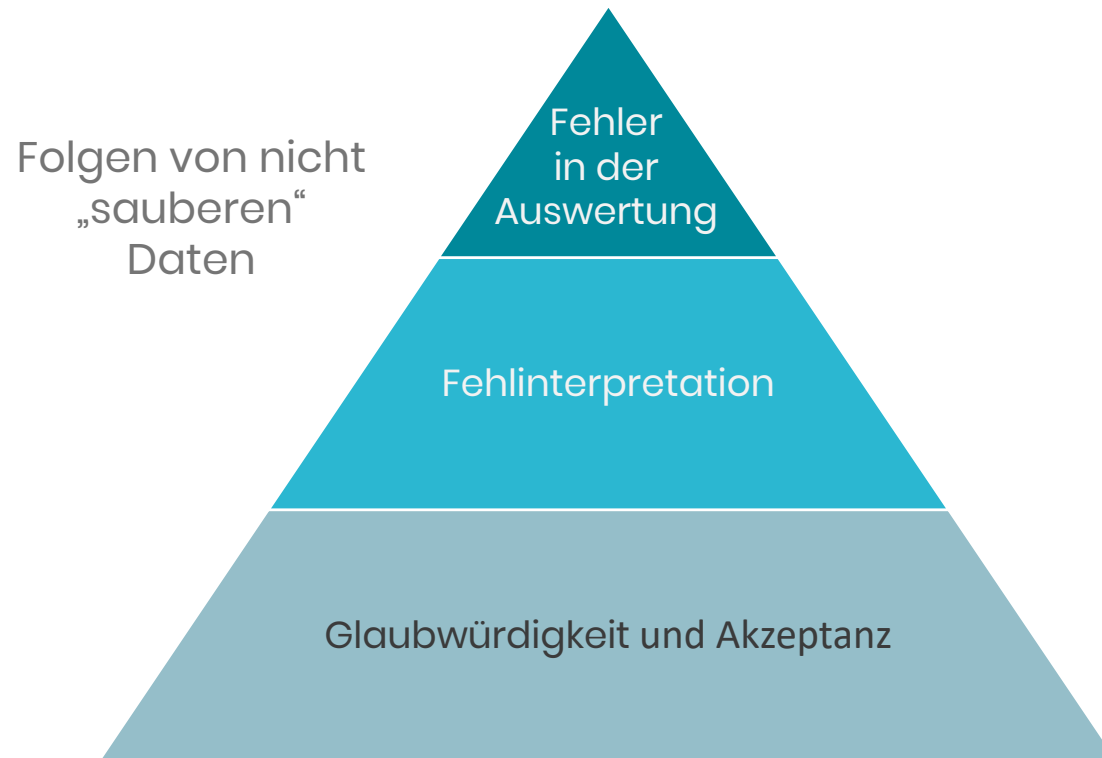 Folgen von nicht
„sauberen“
Daten
Fehler
in der
Auswertung
Fehlinterpretation
Glaubwürdigkeit und Akzeptanz